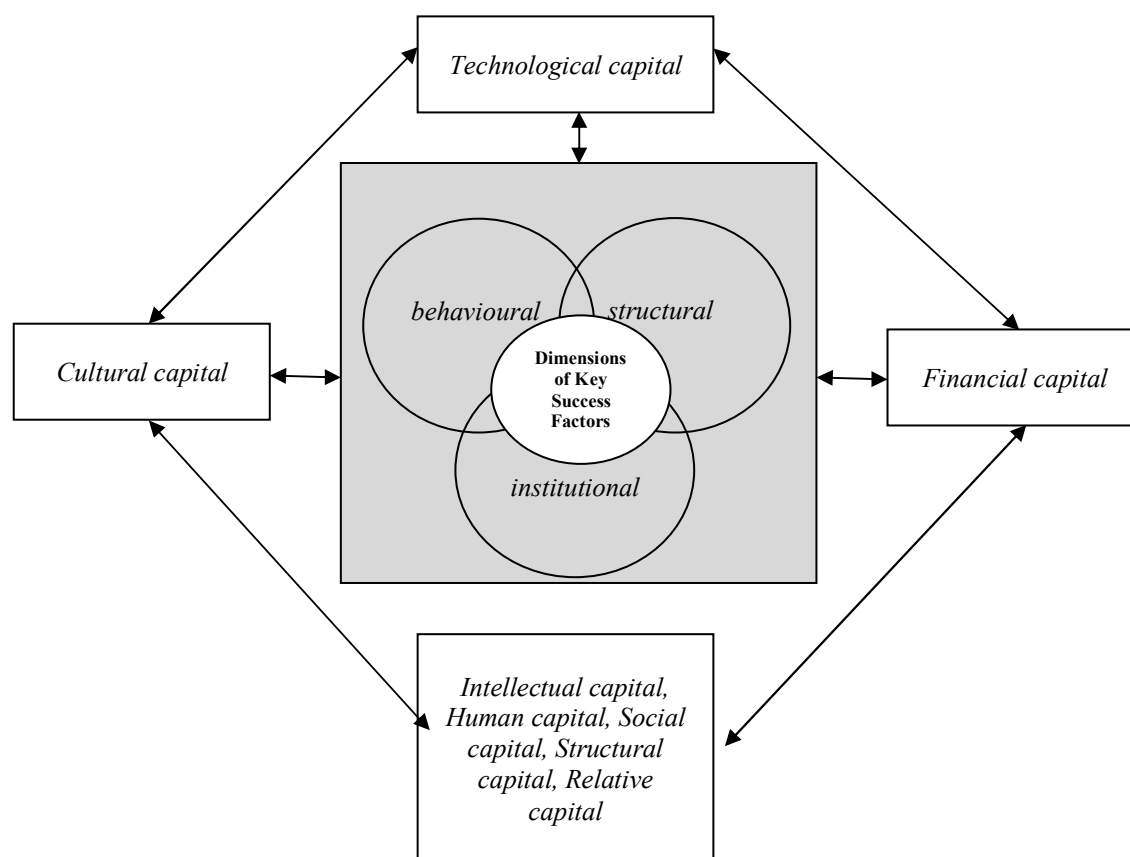 Technological capital
behavioural
structural
Dimensions
of Key
Success
Factors
Cultural capital
Financial capital
institutional
Intellectual capital,
Human capital, Social
capital, Structural
capital, Relative
capital